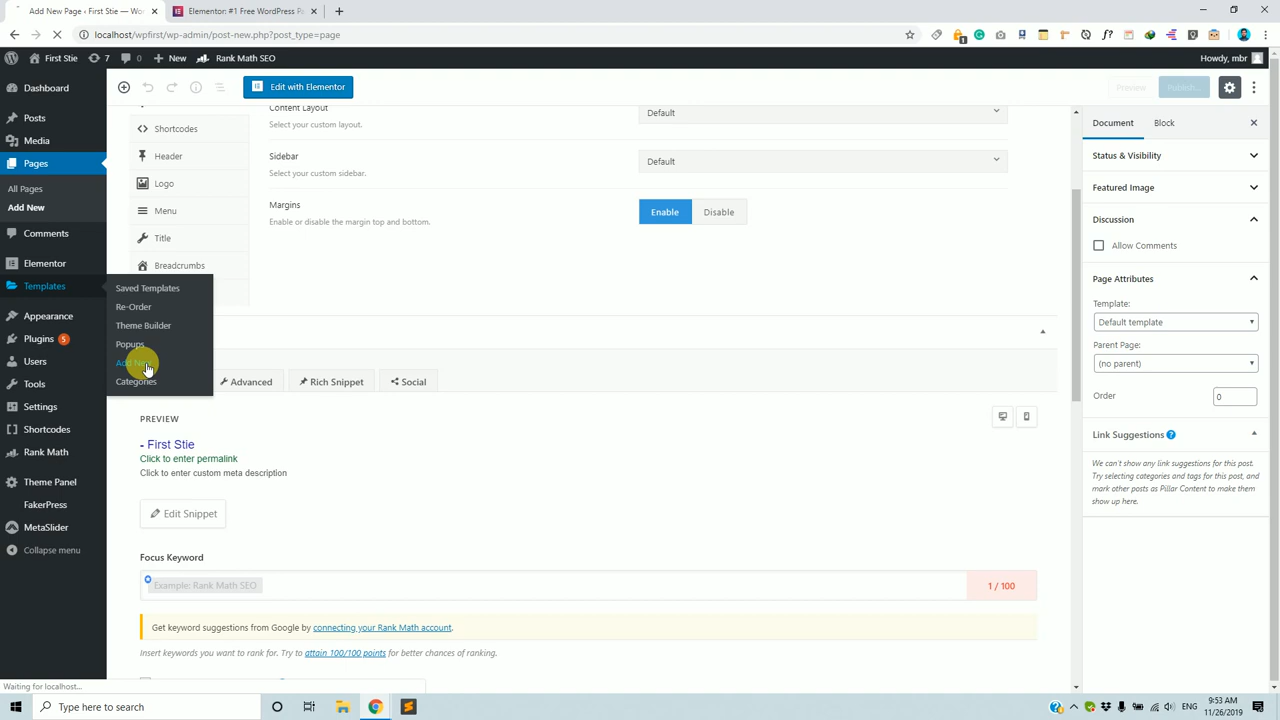 Add New Page ‹ First Stie — Wo
Elementor: #1 Free WordPress Pa
localhost/wpfirst/wp-admin/post-new.php?post_type=page
First Stie
7
0
New
Rank Math SEO
Howdy, mbr
Dashboard
Posts
Media
Pages
All Pages
Add New
Comments
Elementor
Templates
Appearance
Plugins 5
Users
Tools
Settings
Shortcodes
Rank Math
Theme Panel
FakerPress
MetaSlider
Collapse menu
Saved Templates
Re-Order
Theme Builder
Popups
Add New
Categories
Edit with Elementor
Preview
Publish...
Shortcodes
Header
Logo
Menu
Title
Breadcrumbs
Content Layout
Select your custom layout.
Default
Sidebar
Select your custom sidebar.
Default
Margins
Enable or disable the margin top and bottom.
Enable
Disable
Advanced
Rich Snippet
Social
PREVIEW
- First Stie
Click to enter permalink
Click to enter custom meta description
Edit Snippet
Focus Keyword
Example: Rank Math SEO
1 / 100
Get keyword suggestions from Google by connecting your Rank Math account.
Insert keywords you want to rank for. Try to attain 100/100 points for better chances of ranking.
Document
Block
Status & Visibility
Featured Image
Discussion
Allow Comments
Page Attributes
Template:
Default template
Parent Page:
(no parent)
Order
0
Link Suggestions
We can't show any link suggestions for this post.
Try selecting categories and tags for this post, and
mark other posts as Pillar Content to make them
show up here.
Waiting for localhost...
Type here to search
ENG
9:53 AM
11/26/2019